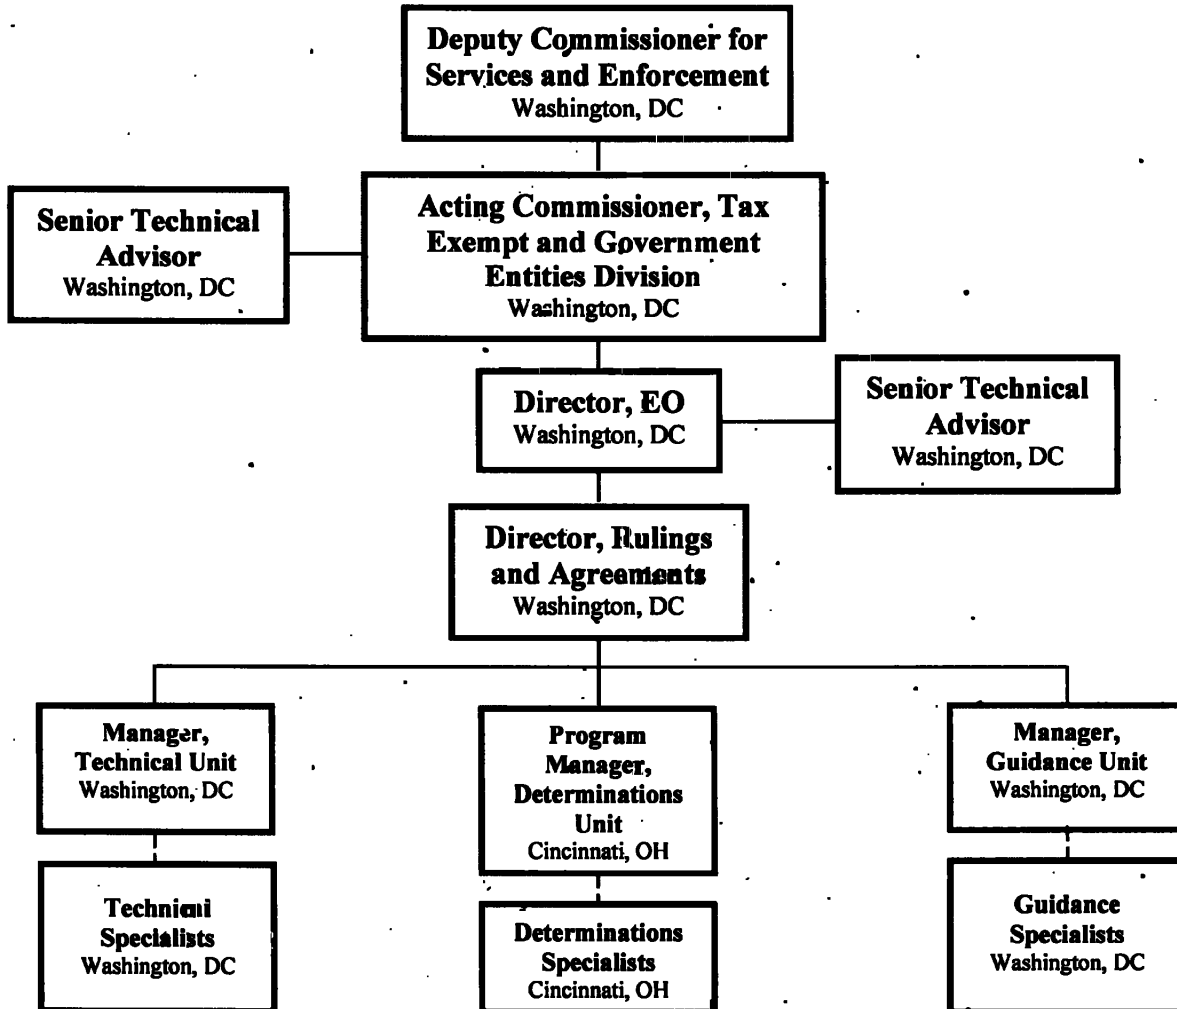 Deputy Commissioner for
Services and Enforcement
Washington, DC
Senior Technical
Advisor
Washington, DC
Acting Commissioner, Tax
Exempt and Government
Entities Division
Washington, DC
Director, EO
Washington, DC
Senior Technical
Advisor
Washington, DC
Director, Rulings
and Agreements
Washington, DC
Manager,
Technical Unit
Washington, DC
Program
Manager,
Determinations
Unit
Cincinnati, OH
Manager,
Guidance Unit
Washington, DC
Technical
Specialists
Washington, DC
Determinations
Specialists
Cincinnati, OH
Guidance
Specialists
Washington, DC